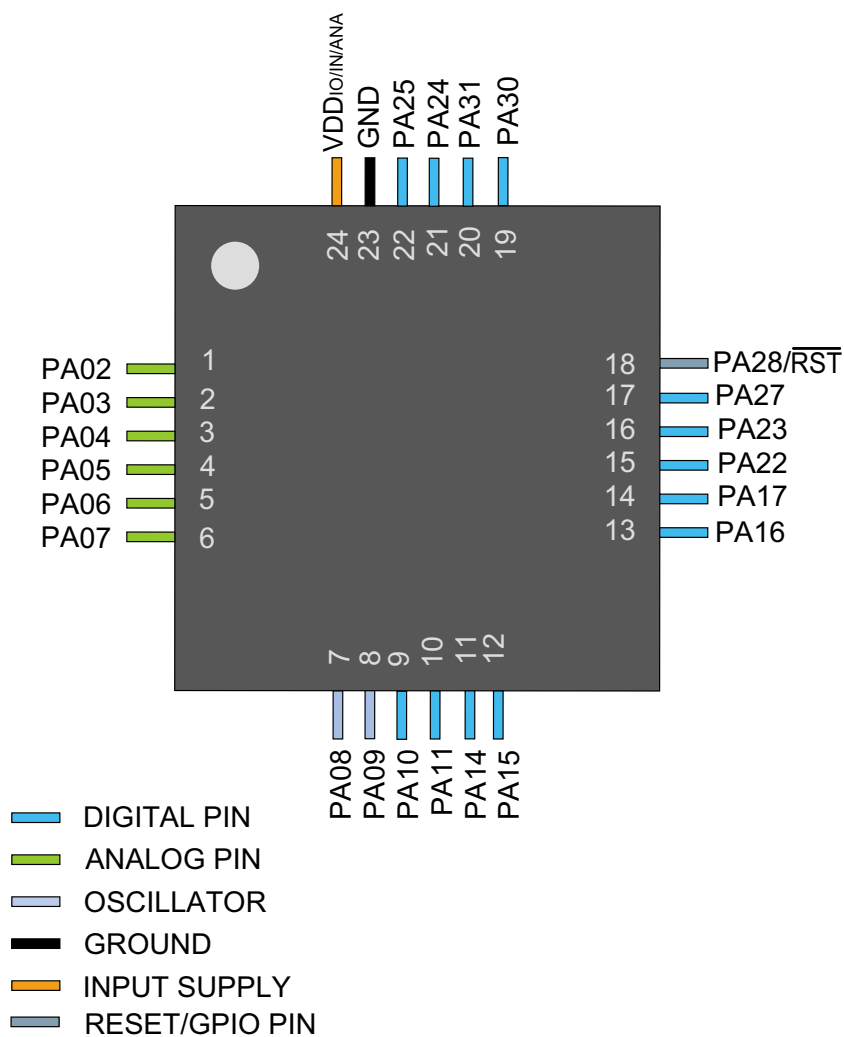 VDDIO/IN/ANA
GND
PA25
PA24
PA31
PA30
24
23
22
21
20
19
PA02 1
PA03 2
PA04 3
PA05 4
PA06 5
PA07 6
18 PA28/RST
17 PA27
16 PA23
15 PA22
14 PA17
13 PA16
7
8
9
10
11
12
PA08
PA09
PA10
PA11
PA14
PA15
DIGITAL PIN
ANALOG PIN
OSCILLATOR
GROUND
INPUT SUPPLY
RESET/GPIO PIN